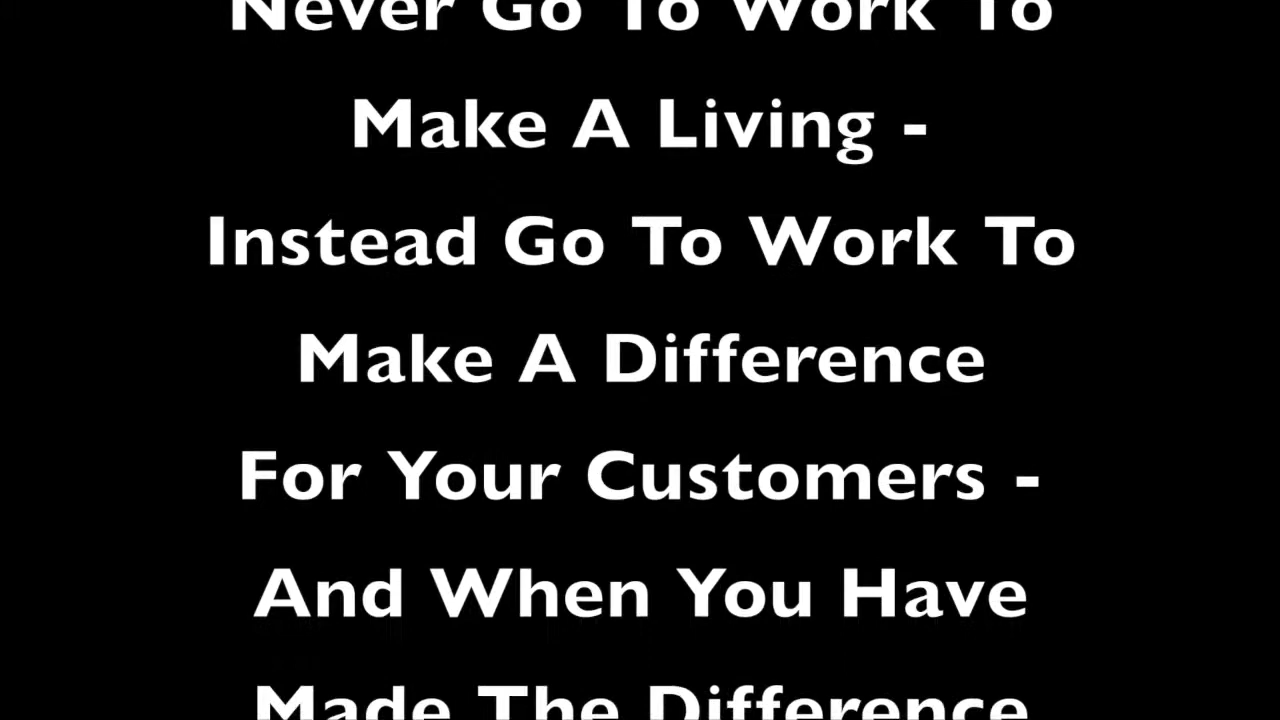 Never Go To Work To
Make A Living -
Instead Go To Work To
Make A Difference
For Your Customers -
And When You Have
Made The Difference